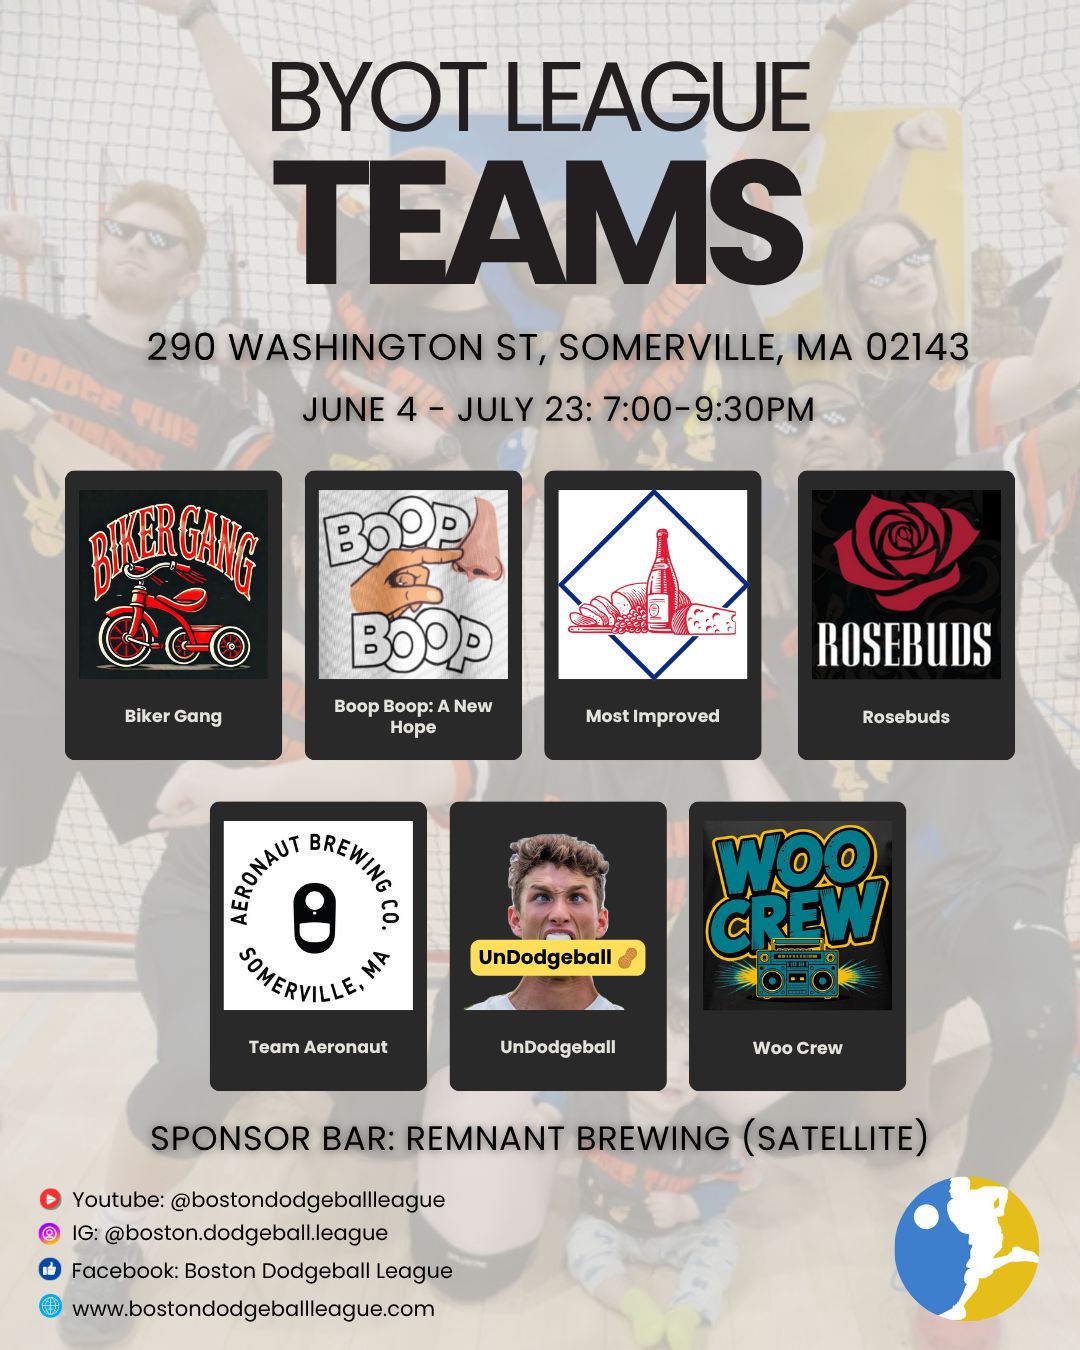 BYOT LEAGUE
TEAMS
290 WASHINGTON ST, SOMERVILLE, MA 02143
JUNE 4 - JULY 23: 7:00-9:30PM
BIKER GANG
Biker Gang
BOOP
BOOP
Boop Boop: A New
Hope
Most Improved
ROSEBUDS
Rosebuds
AERONAUT BREWING CO.
SOMERVILLE, MA
Team Aeronaut
UnDodgeball
UnDodgeball
WOO
CREW
Woo Crew
SPONSOR BAR: REMNANT BREWING (SATELLITE)
Youtube: @bostondodgeballleague
IG: @boston.dodgeball.league
Facebook: Boston Dodgeball League
www.bostondodgeballleague.com